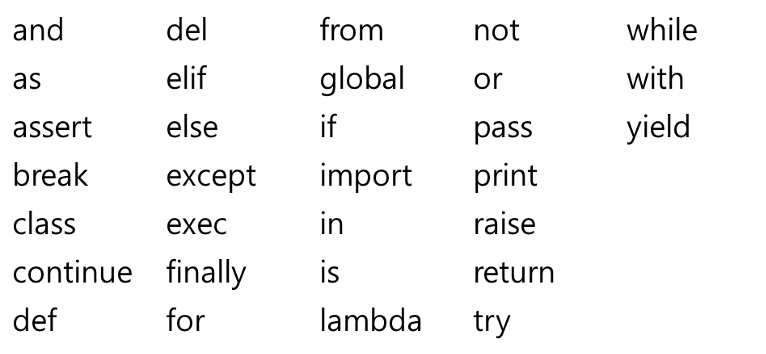 and del from not while
as elif global or with
assert else if pass yield
break except import print
class exec in raise
continue finally is return
def for lambda try